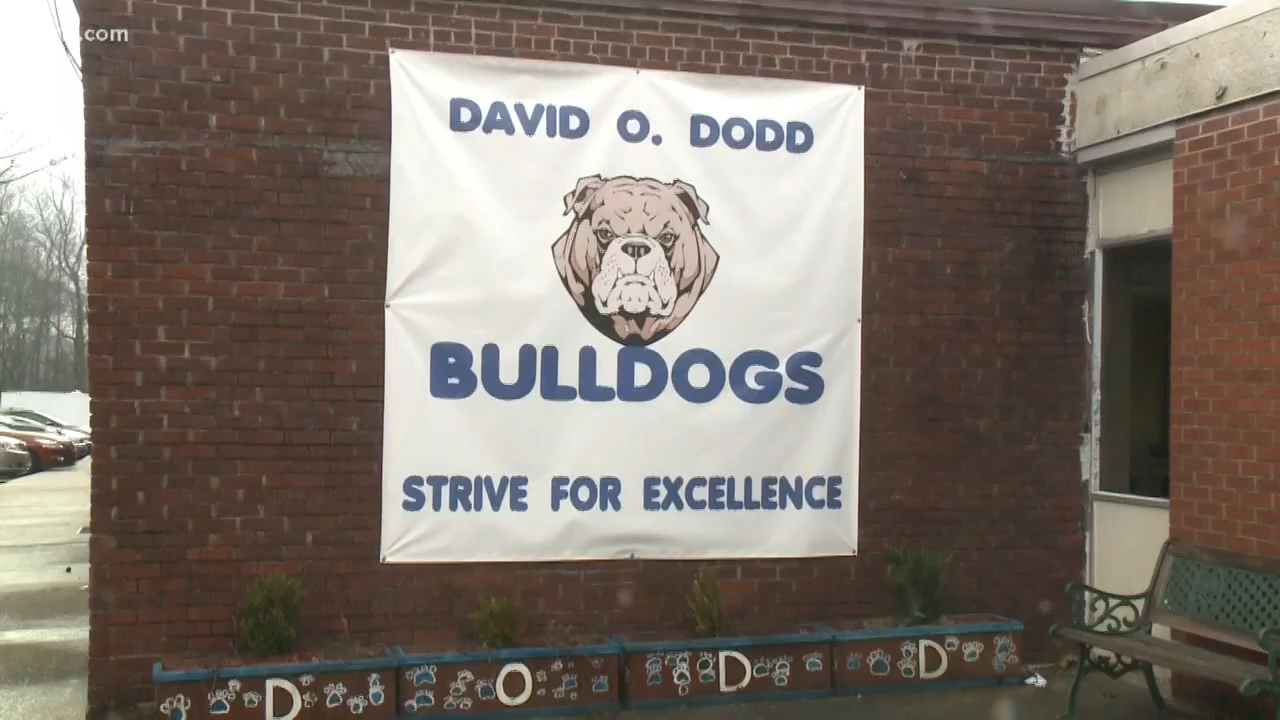 .com
DAVID O. DODD
BULLDOGS
STRIVE FOR EXCELLENCE
D O D D